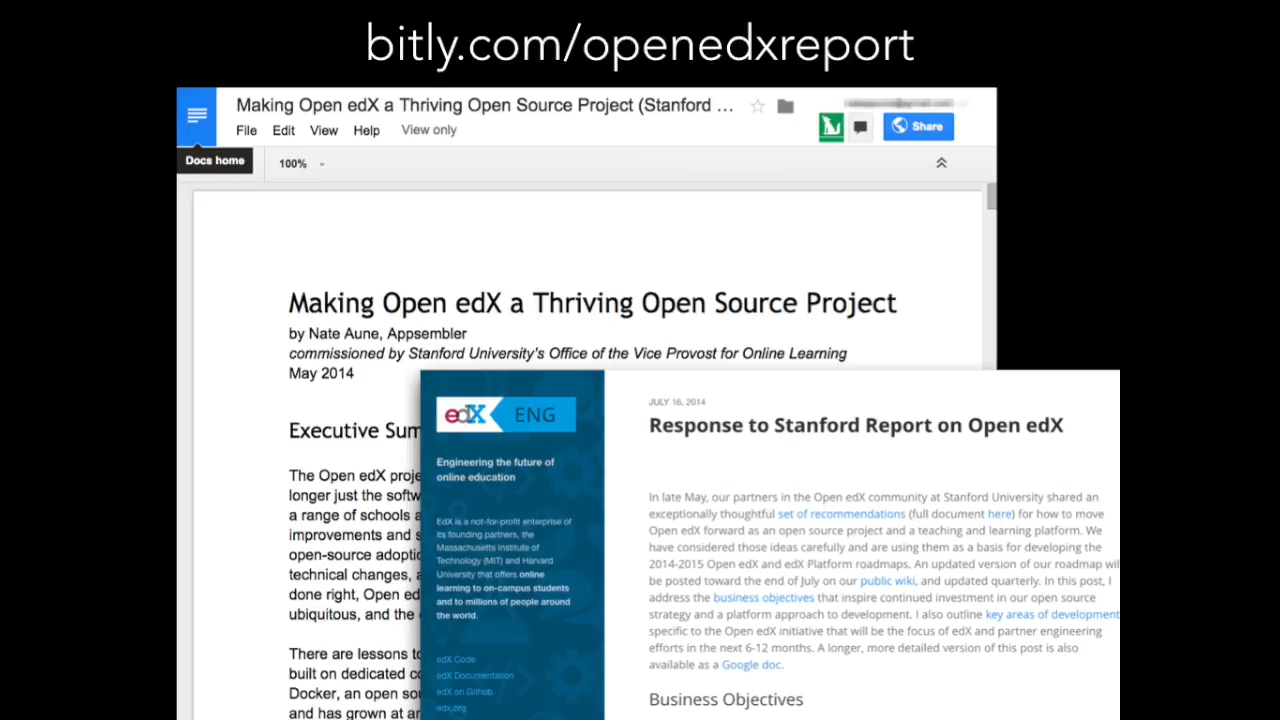 bitly.com/openedxreport
Making Open edX a Thriving Open Source Project (Stanford ...
File Edit View Help View only
Share
Docs home
100%
Making Open edX a Thriving Open Source Project
by Nate Aune, Appsembler
commissioned by Stanford University's Office of the Vice Provost for Online Learning
May 2014
Executive Sum
The Open edX proje
longer just the softw
a range of schools a
improvements and s
open-source adoptio
technical changes, a
done right, Open ed
ubiquitous, and the
There are lessons to
built on dedicated co
Docker, an open sou
and has grown at an
edX ENG
Engineering the future of
online education
EdX is a not-for-profit enterprise of
its founding partners, the
Massachusetts Institute of
Technology (MIT) and Harvard
University that offers online
learning to on-campus students
and to millions of people around
the world.
edX Code
edX Documentation
edX on Github
edx.org
JULY 16, 2014
Response to Stanford Report on Open edX
In late May, our partners in the Open edX community at Stanford University shared an
exceptionally thoughtful set of recommendations (full document here) for how to move
Open edX forward as an open source project and a teaching and learning platform. We
have considered those ideas carefully and are using them as a basis for developing the
2014-2015 Open edX and edX Platform roadmaps. An updated version of our roadmap wil
be posted toward the end of July on our public wiki, and updated quarterly. In this post, I
address the business objectives that inspire continued investment in our open source
strategy and a platform approach to development. I also outline key areas of development
specific to the Open edX initiative that will be the focus of edX and partner engineering
efforts in the next 6-12 months. A longer, more detailed version of this post is also
available as a Google doc.
Business Objectives